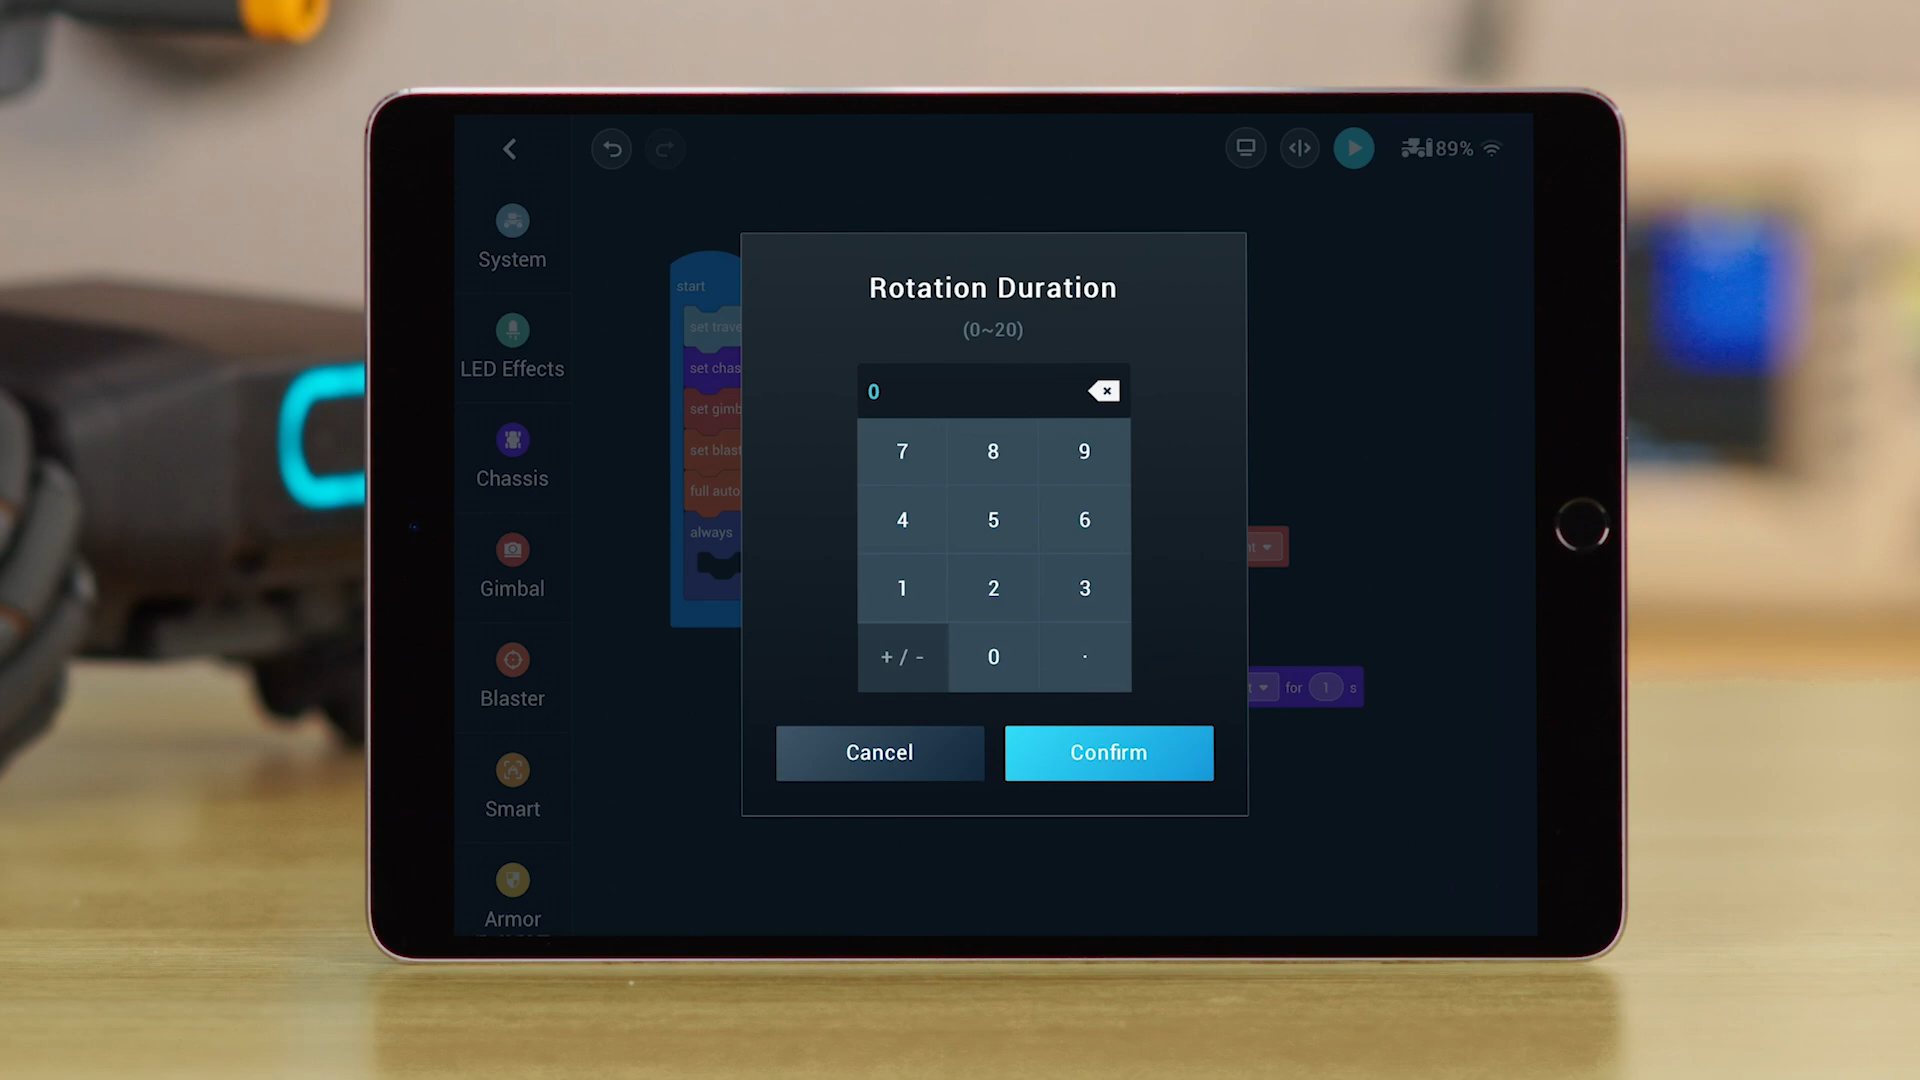 89%
System
LED Effects
Chassis
Gimbal
Blaster
Smart
Armor
start
set trave
set chas
set gimb
set blast
full auto
always
Rotation Duration
(0~20)
0
7 8 9
4 5 6
1 2 3
+ / - 0 .
Cancel Confirm
t for 1 s